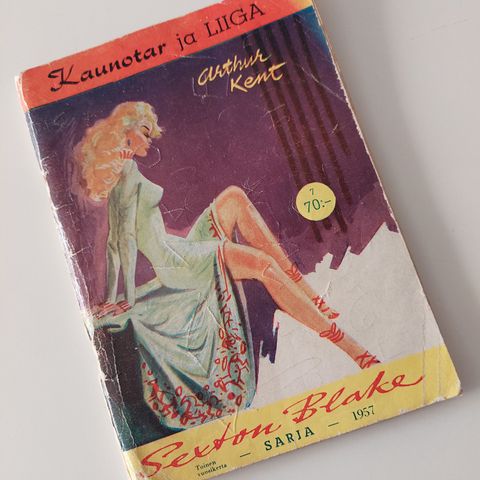 Kaunotar ja LIIGA
Arthur
Kent
7
70:-
Sexton Blake
Toinen
vuosikerta
— SARJA — 1957